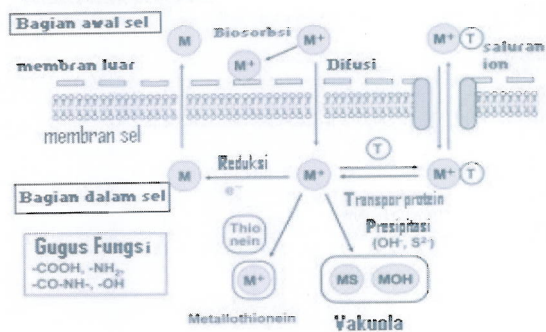 Bagian awal sel
M
Biosorbsi
M⁺
M⁺
T
saluran
ion
membran luar
M⁺
Difusi
membran sel
Reduksi
T
M
e⁻
M⁺
M⁺
T
Bagian dalam sel
Transpor protein
Thio
nein
Presipitasi
(OH⁻, S²⁻)
Gugus Fungsi
-COOH, -NH₂,
-CO-NH-, -OH
M⁺
MS
MOH
Metallothionein
Vakuola